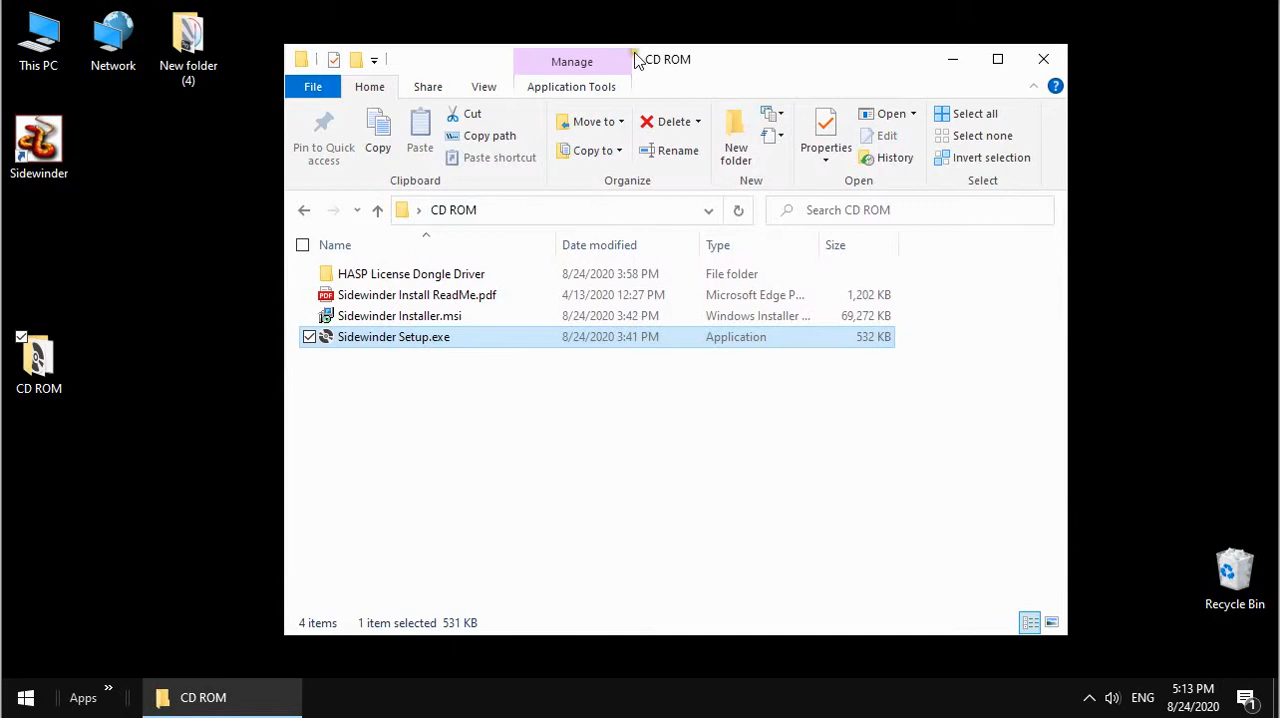 This PC
Network
New folder
(4)
Sidewinder
CD ROM
Manage
CD ROM
File
Home
Share
View
Application Tools
Pin to Quick
access
Copy
Paste
Cut
Copy path
Paste shortcut
Clipboard
Move to
Copy to
Delete
Rename
Organize
New
folder
New
Properties
Open
Edit
History
Open
Select all
Select none
Invert selection
Select
CD ROM
Search CD ROM
Name Date modified Type Size
HASP License Dongle Driver 8/24/2020 3:58 PM File folder
PDF Sidewinder Install ReadMe.pdf 4/13/2020 12:27 PM Microsoft Edge P... 1,202 KB
Sidewinder Installer.msi 8/24/2020 3:42 PM Windows Installer ... 69,272 KB
Sidewinder Setup.exe 8/24/2020 3:41 PM Application 532 KB
4 items 1 item selected 531 KB
Recycle Bin
Apps
CD ROM
ENG
5:13 PM
8/24/2020
1